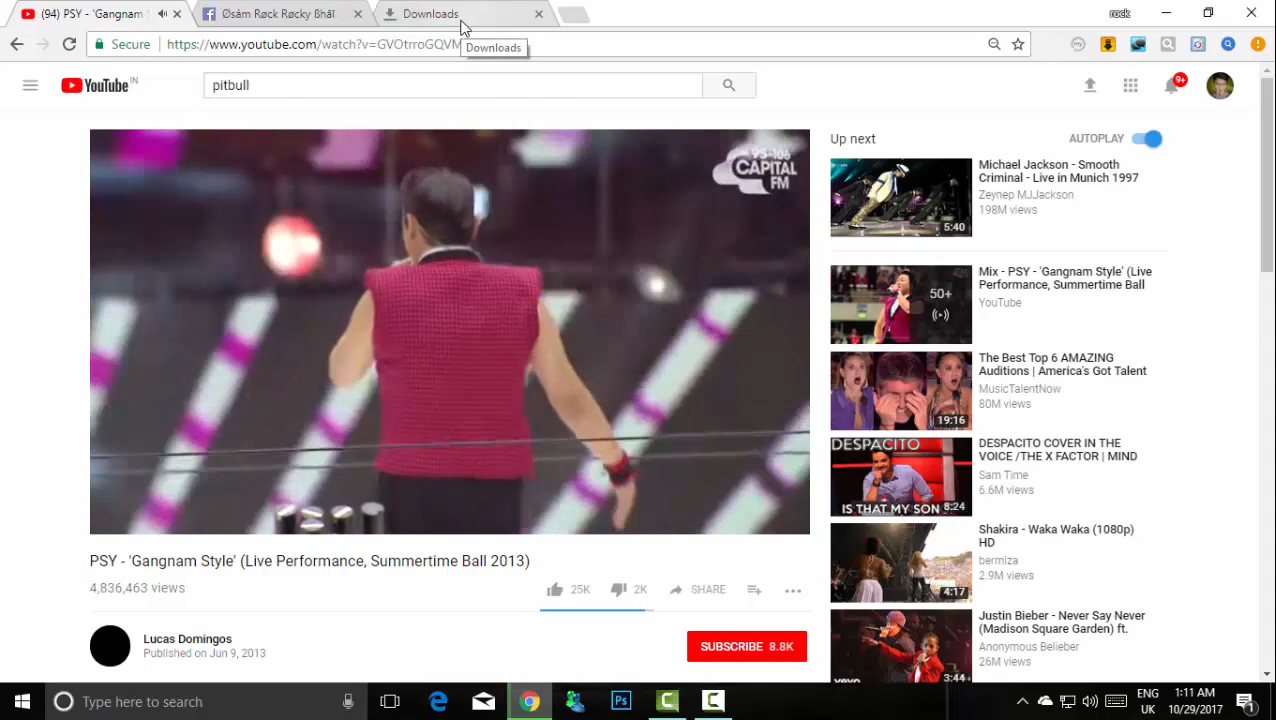 (94) PSY - "Gangnam S
Øsåm Røck Røcky ßhåï
Downloads
rock
Secure
https://www.youtube.com/watch?v=GVOtrroGQVM
Downloads
YouTube IN
pitbull
9+
95-106
CAPITAL
FM
Up next
AUTOPLAY
Michael Jackson - Smooth
Criminal - Live in Munich 1997
Zeynep MJJackson
198M views
5:40
Mix - PSY - 'Gangnam Style' (Live
Performance, Summertime Ball
YouTube
50+
The Best Top 6 AMAZING
Auditions | America's Got Talent
MusicTalentNow
80M views
19:16
DESPACITO COVER IN THE
VOICE /THE X FACTOR | MIND
Sam Time
6.6M views
DESPACITO
IS THAT MY SON
8:24
Shakira - Waka Waka (1080p)
HD
bermiza
2.9M views
4:17
Justin Bieber - Never Say Never
(Madison Square Garden) ft.
Anonymous Belieber
26M views
vevo
3:44
PSY - 'Gangnam Style' (Live Performance, Summertime Ball 2013)
4,836,463 views
25K
2K
SHARE
Lucas Domingos
Published on Jun 9, 2013
SUBSCRIBE 8.8K
Type here to search
Ps
ENG
UK
1:11 AM
10/29/2017
1